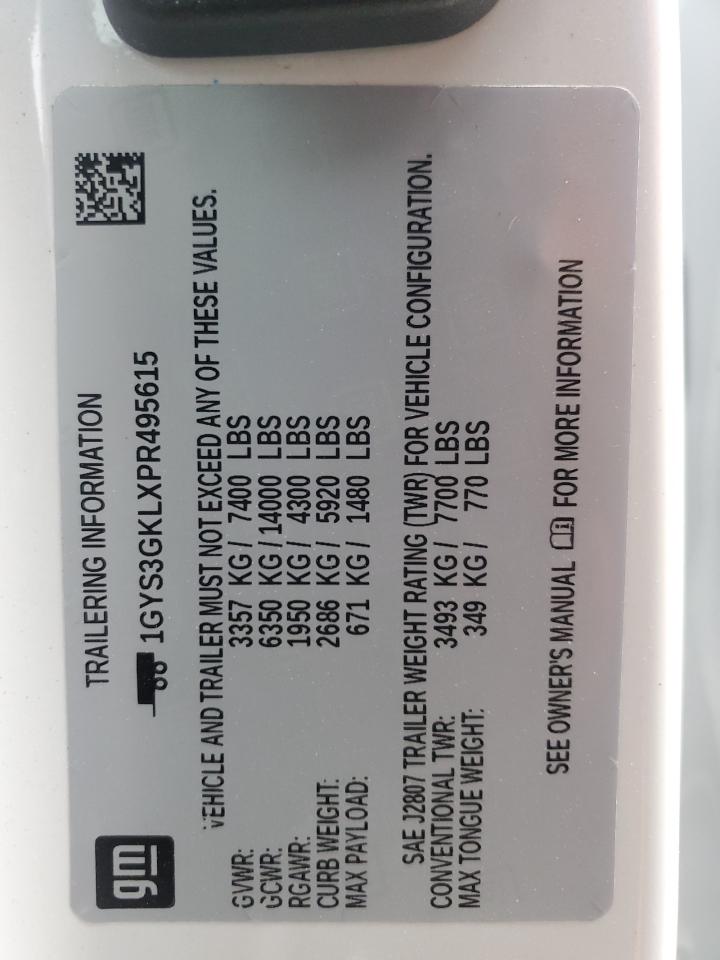 gm
TRAILERING INFORMATION
1GYS3GKLXPR495615
VEHICLE AND TRAILER MUST NOT EXCEED ANY OF THESE VALUES.
GVWR: 3357 KG / 7400 LBS
GCWR: 6350 KG / 14000 LBS
RGAWR: 1950 KG / 4300 LBS
CURB WEIGHT: 2686 KG / 5920 LBS
MAX PAYLOAD: 671 KG / 1480 LBS
SAE J2807 TRAILER WEIGHT RATING (TWR) FOR VEHICLE CONFIGURATION.
CONVENTIONAL TWR: 3493 KG / 7700 LBS
MAX TONGUE WEIGHT: 349 KG / 770 LBS
SEE OWNER'S MANUAL FOR MORE INFORMATION